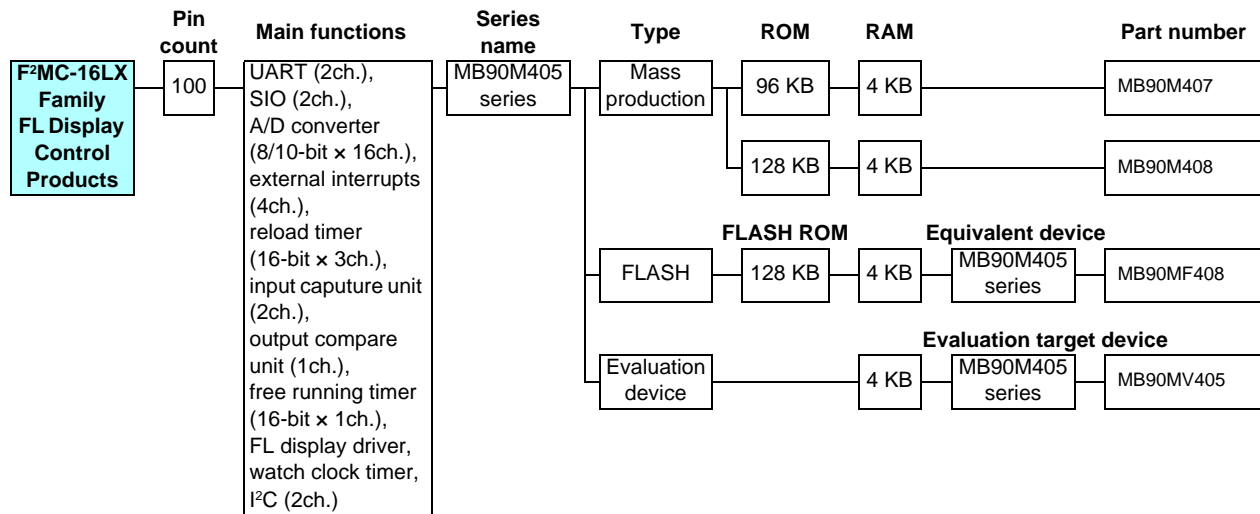 Pin count
Main functions
Series name
Type
ROM
RAM
Part number
F²MC-16LX
Family
FL Display
Control
Products
100
UART (2ch.),
SIO (2ch.),
A/D converter
(8/10-bit × 16ch.),
external interrupts
(4ch.),
reload timer
(16-bit × 3ch.),
input caputure unit
(2ch.),
output compare
unit (1ch.),
free running timer
(16-bit × 1ch.),
FL display driver,
watch clock timer,
I²C (2ch.)
MB90M405
series
Mass
production
96 KB
4 KB
MB90M407
128 KB
4 KB
MB90M408
FLASH ROM
Equivalent device
FLASH
128 KB
4 KB
MB90M405
series
MB90MF408
Evaluation target device
Evaluation
device
4 KB
MB90M405
series
MB90MV405